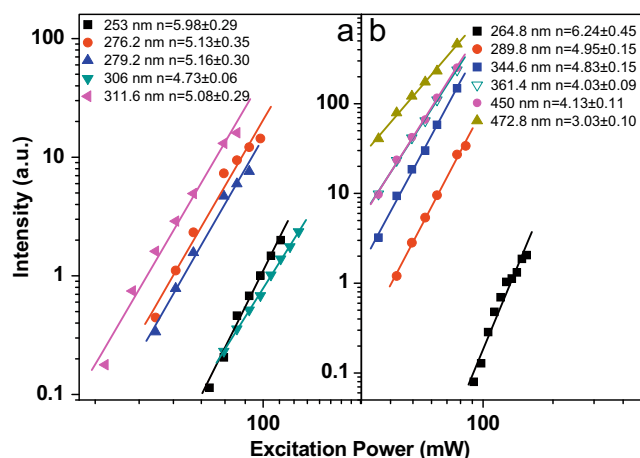 a
b
253 nm n=5.98±0.29
276.2 nm n=5.13±0.35
279.2 nm n=5.16±0.30
306 nm n=4.73±0.06
311.6 nm n=5.08±0.29
264.8 nm n=6.24±0.45
289.8 nm n=4.95±0.15
344.6 nm n=4.83±0.15
361.4 nm n=4.03±0.09
450 nm n=4.13±0.11
472.8 nm n=3.03±0.10
Intensity (a.u.)
100
10
1
0.1
1000
100
10
1
0.1
100
100
Excitation Power (mW)